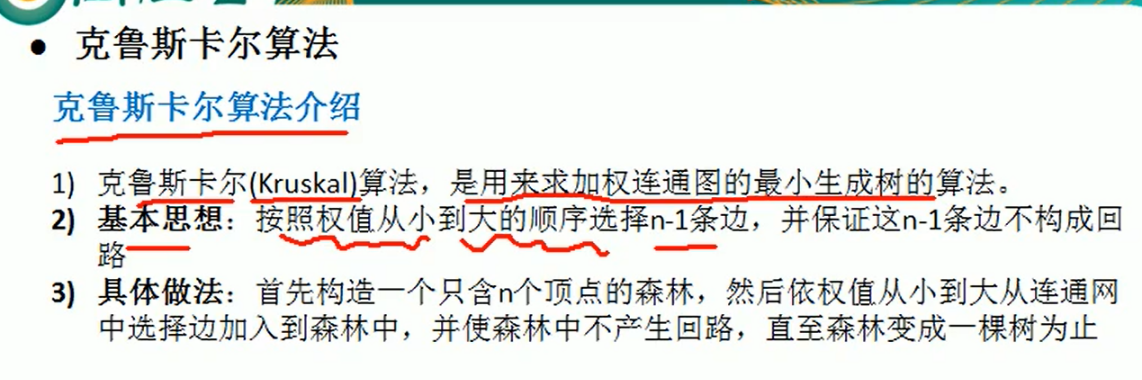 ● 克鲁斯卡尔算法
克鲁斯卡尔算法介绍
1) 克鲁斯卡尔(Kruskal)算法，是用来求加权连通图的最小生成树的算法。
2) 基本思想：按照权值从小到大的顺序选择n-1条边，并保证这n-1条边不构成回
路
3) 具体做法：首先构造一个只含n个顶点的森林，然后依权值从小到大从连通网
中选择边加入到森林中，并使森林中不产生回路，直至森林变成一棵树为止